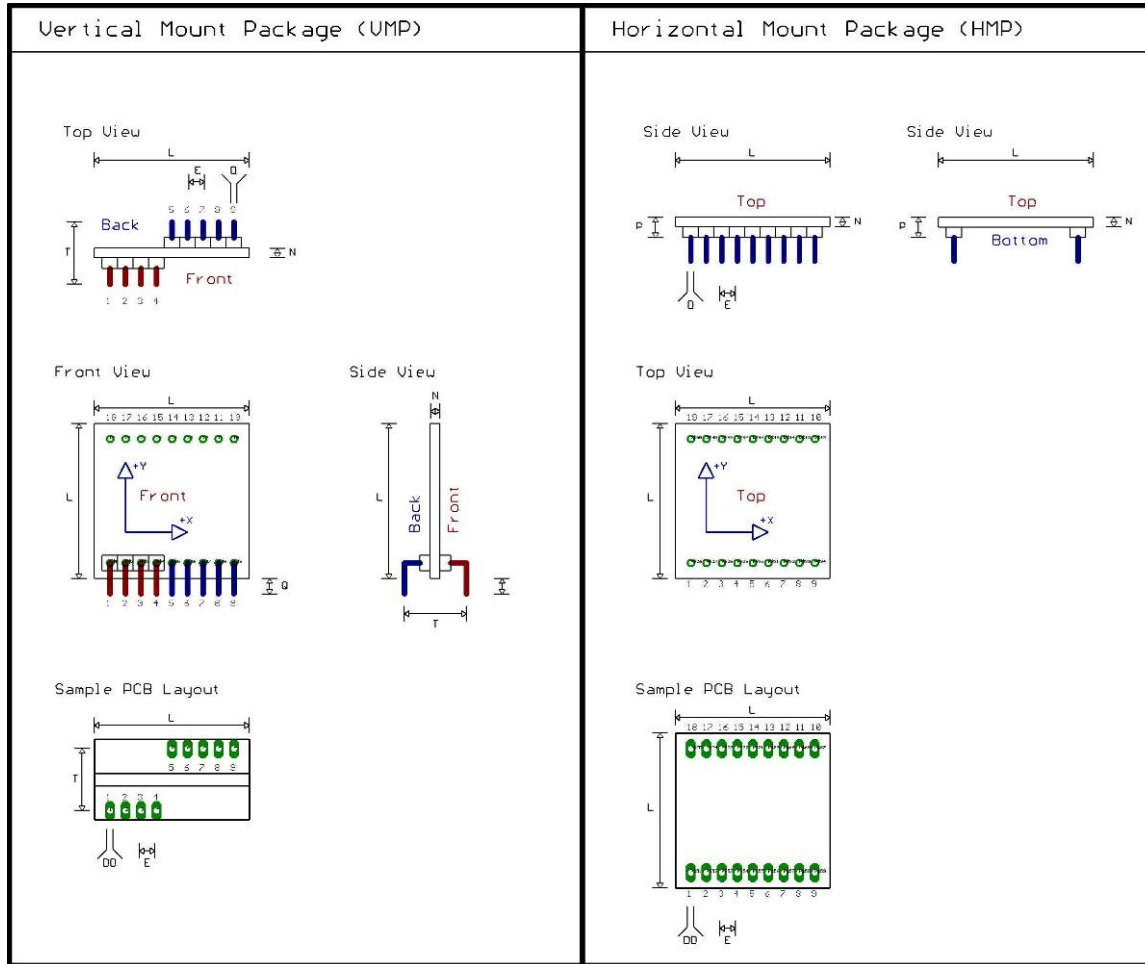 Vertical Mount Package (VMP)
Top View
L
E
D
5 6 7 8 9
Back
T
N
Front
1 2 3 4
Front View
L
18 17 16 15 14 13 12 11 10
+Y
L
Front
+X
1 2 3 4 5 6 7 8 9
Q
Side View
N
L
Back
Front
T
Sample PCB Layout
L
T
5 6 7 8 9
1 2 3 4
DD
E
Horizontal Mount Package (HMP)
Side View
L
Top
P
N
D
E
Side View
L
Top
P
N
Bottom
Top View
L
18 17 16 15 14 13 12 11 10
+Y
L
Top
+X
1 2 3 4 5 6 7 8 9
Sample PCB Layout
L
18 17 16 15 14 13 12 11 10
L
1 2 3 4 5 6 7 8 9
DD
E